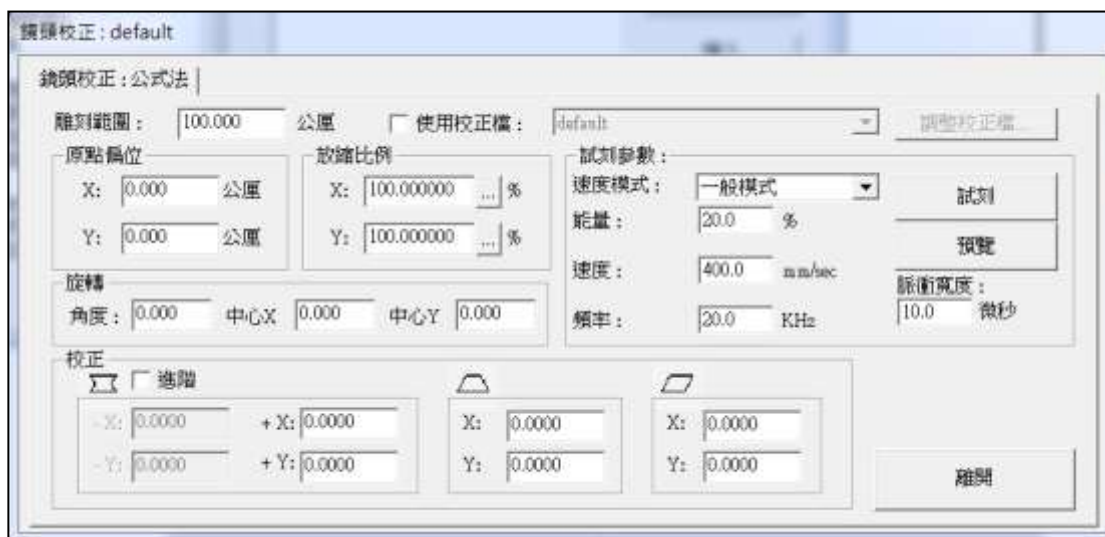 鏡頭校正 : default
鏡頭校正 : 公式法
雕刻範圍 : 100.000 公厘 使用校正檔 : default 調整校正檔...
原點偏位 放縮比例 試刻參數 :
X: 0.000 公厘 X: 100.000000 ... % 速度模式 : 一般模式 試刻
Y: 0.000 公厘 Y: 100.000000 ... % 能量 : 20.0 % 預覽
旋轉 速度 : 400.0 mm/sec 脈衝寬度 :
角度 : 0.000 中心X 0.000 中心Y 0.000 頻率 : 20.0 KHz 10.0 微秒
校正
進階
-X: 0.0000 +X: 0.0000 X: 0.0000 X: 0.0000
-Y: 0.0000 +Y: 0.0000 Y: 0.0000 Y: 0.0000
離開